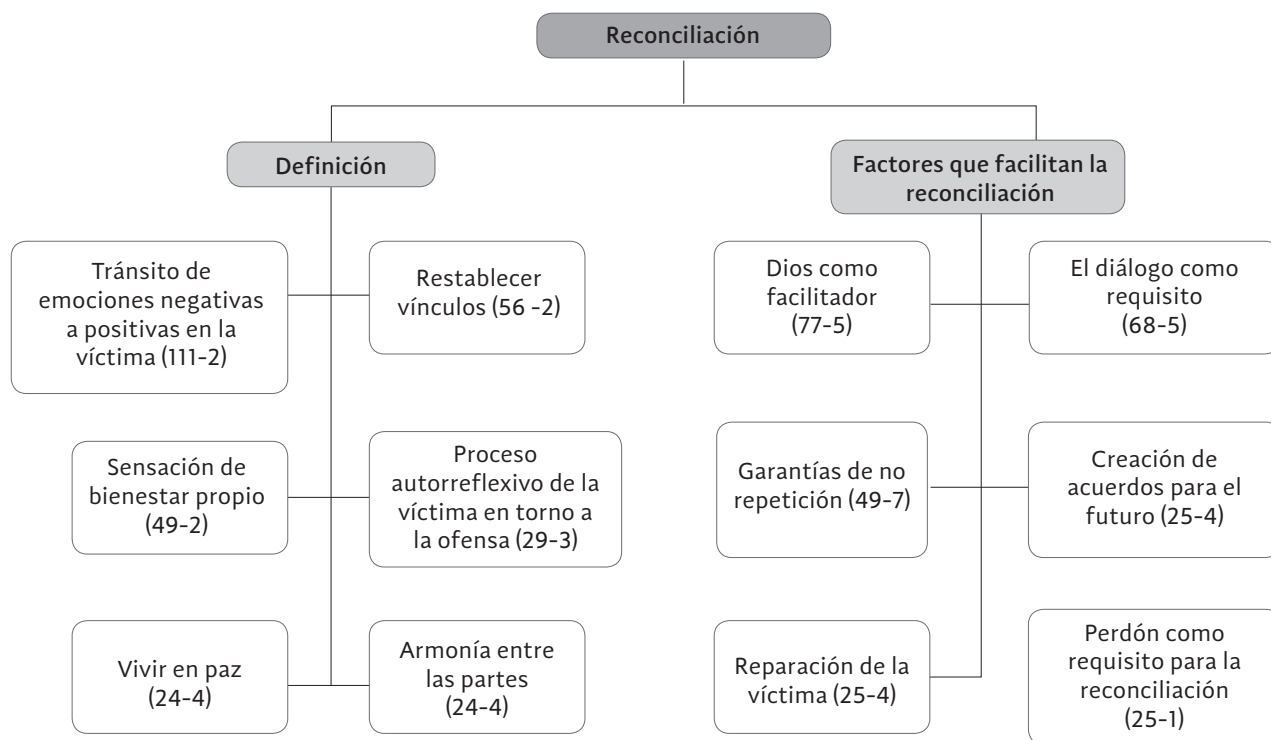 Reconciliación
Definición
Factores que facilitan la
reconciliación
Tránsito de
emociones negativas
a positivas en la
víctima (111-2)
Restablecer
vínculos (56 -2)
Sensación de
bienestar propio
(49-2)
Proceso
autorreflexivo de la
víctima en torno a
la ofensa (29-3)
Vivir en paz
(24-4)
Armonía entre
las partes
(24-4)
Dios como
facilitador
(77-5)
El diálogo como
requisito
(68-5)
Garantías de no
repetición (49-7)
Creación de
acuerdos para el
futuro (25-4)
Reparación de la
víctima (25-4)
Perdón como
requisito para la
reconciliación
(25-1)